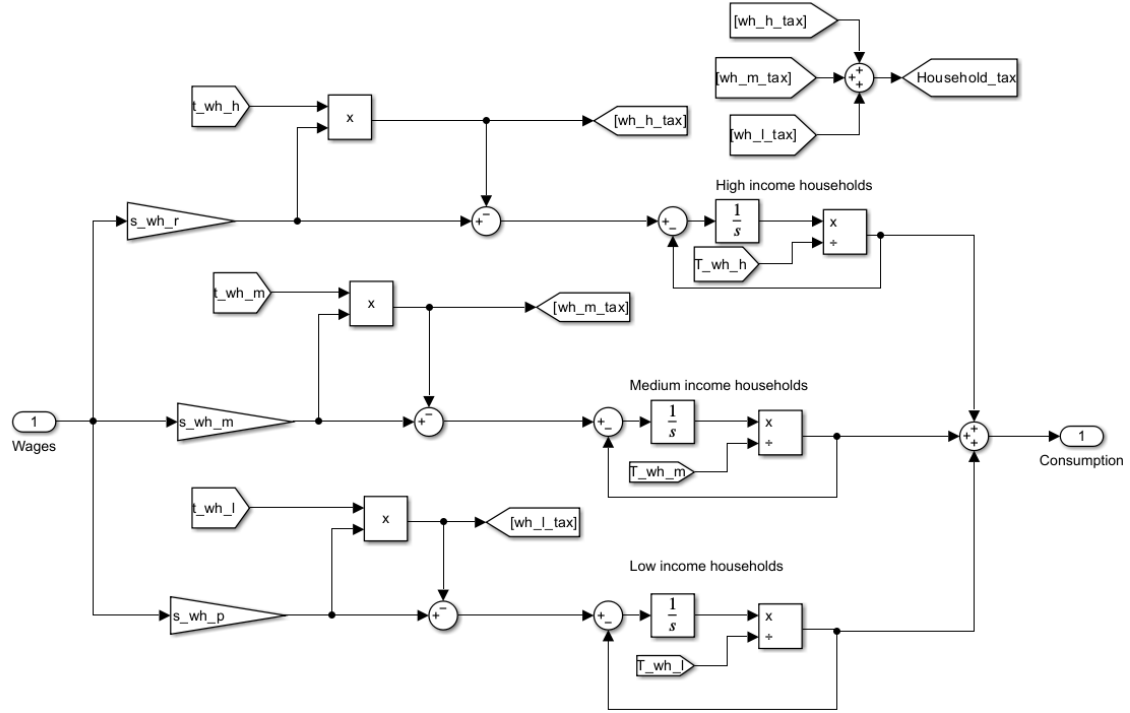 [wh_h_tax]
[wh_m_tax]
Household_tax
[wh_l_tax]
+
+
+
t_wh_h
x
[wh_h_tax]
High income households
s_wh_r
+
−
+
−
1
s
x
÷
T_wh_h
t_wh_m
x
[wh_m_tax]
Medium income households
1
Wages
s_wh_m
+
−
+
−
1
s
x
÷
T_wh_m
+
+
+
1
Consumption
t_wh_l
x
[wh_l_tax]
Low income households
s_wh_p
+
−
+
−
1
s
x
÷
T_wh_l